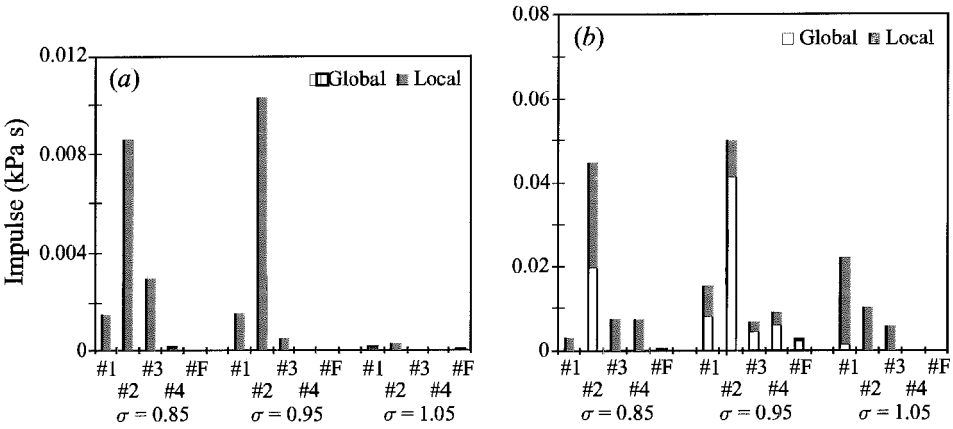 (a)
Global Local
Impulse (kPa s)
0.012
0.008
0.004
0
#1 #3 #F #1 #3 #F #1 #3 #F
#2 #4 #2 #4 #2 #4
σ = 0.85 σ = 0.95 σ = 1.05
(b)
Global Local
0.08
0.06
0.04
0.02
0
#1 #3 #F #1 #3 #F #1 #3 #F
#2 #4 #2 #4 #2 #4
σ = 0.85 σ = 0.95 σ = 1.05